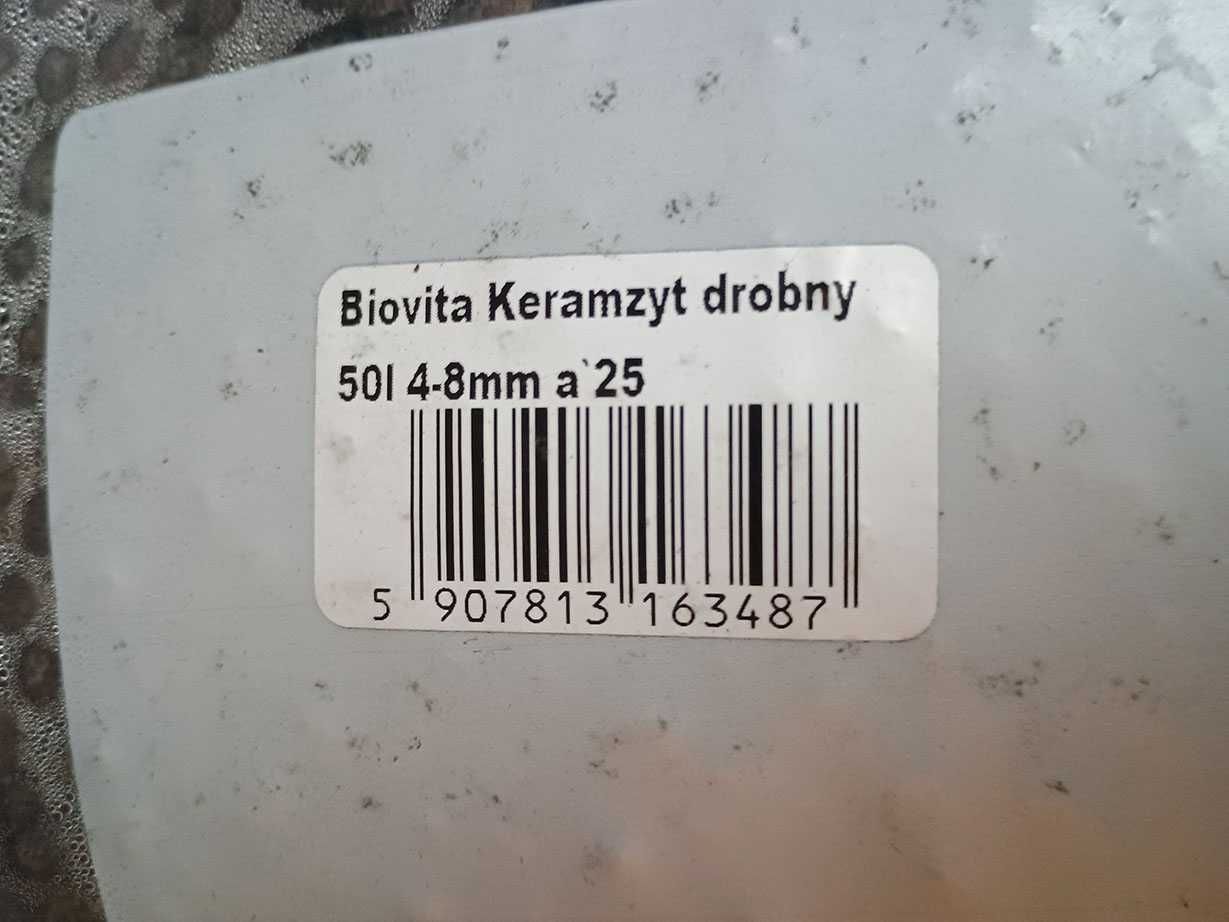 Biovita Keramzyt drobny
50l 4-8mm a`25
5 907813 163487